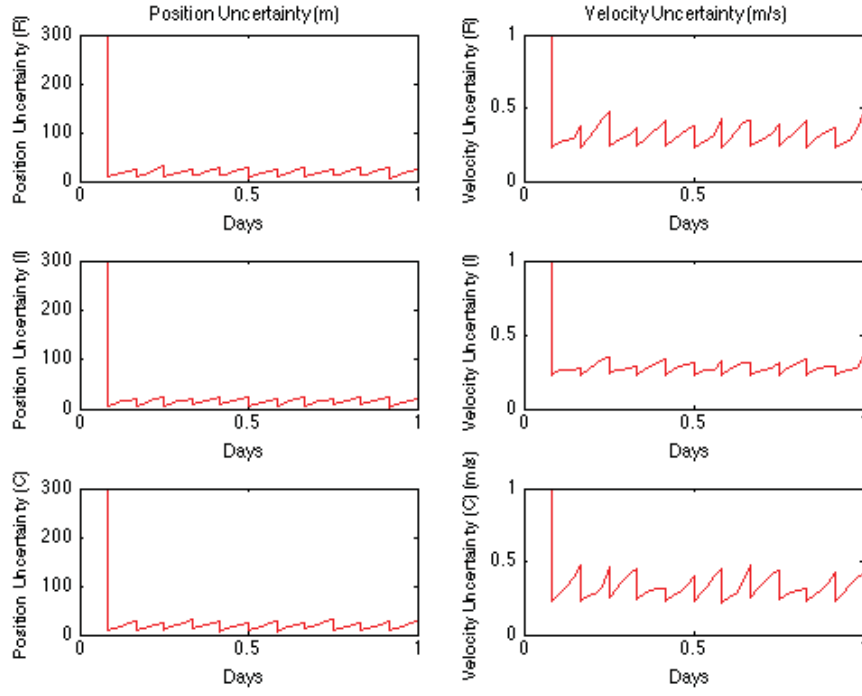 Position Uncertainty (m)
Velocity Uncertainty (m/s)
Position Uncertainty (R)
300
200
100
0
0
0.5
1
Days
Velocity Uncertainty (R)
1
0.5
0
0
0.5
1
Days
Position Uncertainty (I)
300
200
100
0
0
0.5
1
Days
Velocity Uncertainty (I)
1
0.5
0
0
0.5
1
Days
Position Uncertainty (C)
300
200
100
0
0
0.5
1
Days
Velocity Uncertainty (C) (m/s)
1
0.5
0
0
0.5
1
Days